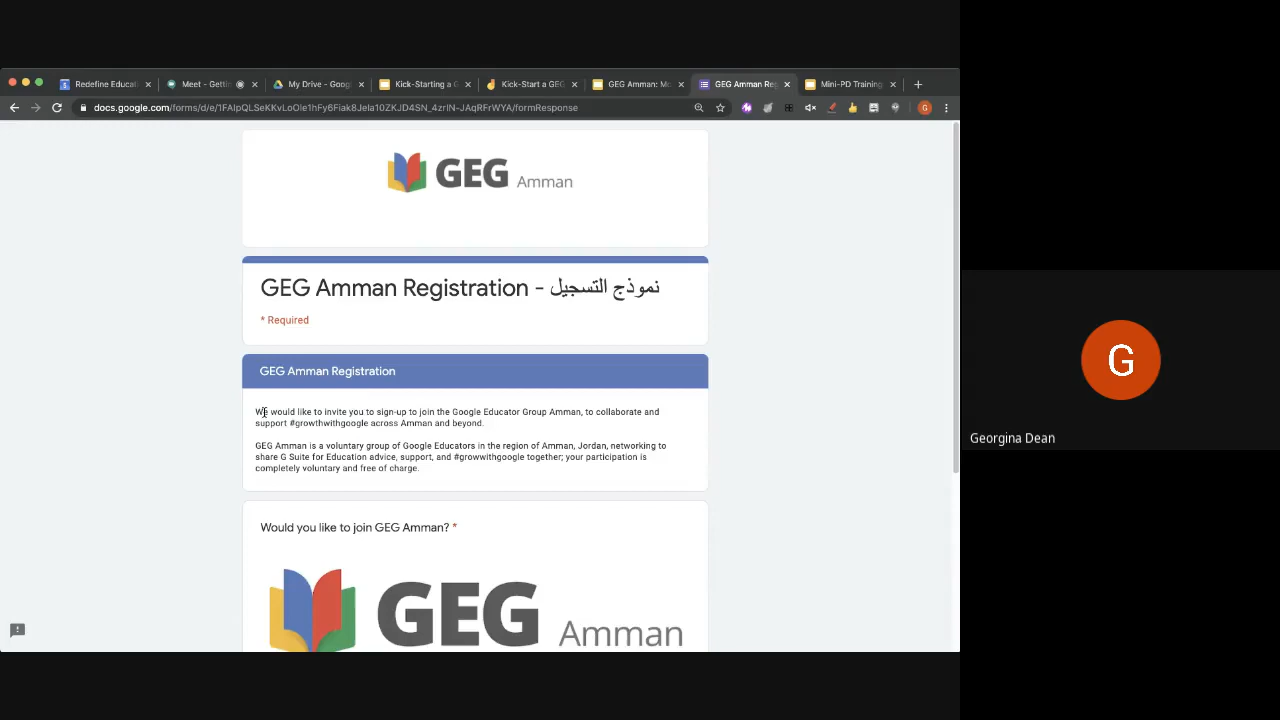 Redefine Educat
Meet - Gettin
My Drive - Goog
Kick-Starting a G
Kick-Start a GEG
GEG Amman: Mo
GEG Amman Reg
Mini-PD Training
docs.google.com/forms/d/e/1FAIpQLSeKKvLoOle1hFy6Fiak8Jela10ZKJD4SN_4zrIN-JAqRFrWYA/formResponse
G
GEG Amman
GEG Amman Registration - نموذج التسجيل
* Required
GEG Amman Registration
We would like to invite you to sign-up to join the Google Educator Group Amman, to collaborate and
support #growthwithgoogle across Amman and beyond.
GEG Amman is a voluntary group of Google Educators in the region of Amman, Jordan, networking to
share G Suite for Education advice, support, and #growwithgoogle together; your participation is
completely voluntary and free of charge.
Would you like to join GEG Amman? *
GEG Amman
G
Georgina Dean